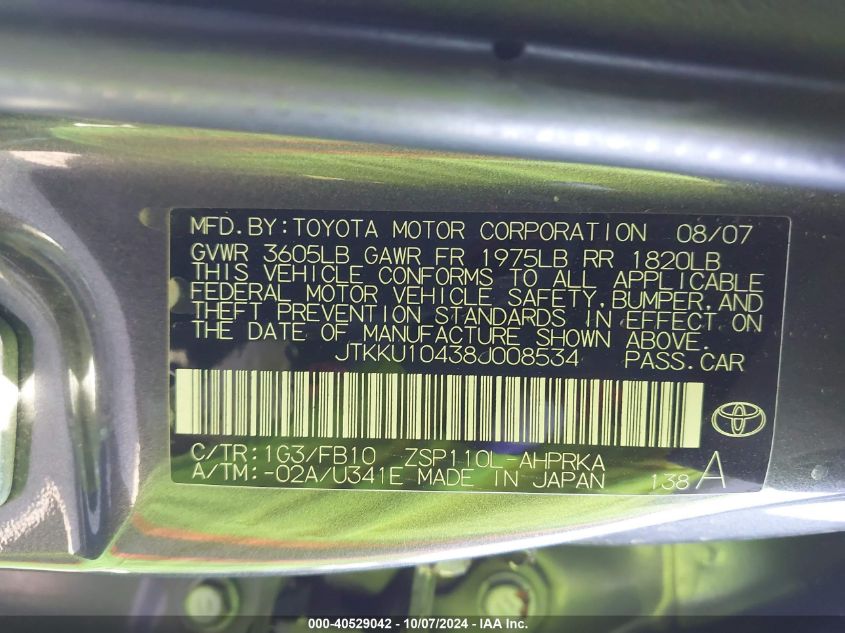 MFD.BY:TOYOTA MOTOR CORPORATION 08/07
GVWR 3605LB GAWR FR 1975LB RR 1820LB
THIS VEHICLE CONFORMS TO ALL APPLICABLE
FEDERAL MOTOR VEHICLE SAFETY,BUMPER,AND
THEFT PREVENTION STANDARDS IN EFFECT ON
THE DATE OF MANUFACTURE SHOWN ABOVE.
JTKKU10438J008534 PASS.CAR
C/TR:1G3/FB10 ZSP110L-AHPRKA
A/TM:-02A/U341E MADE IN JAPAN 138 A
000-40529042 - 10/07/2024 - IAA Inc.